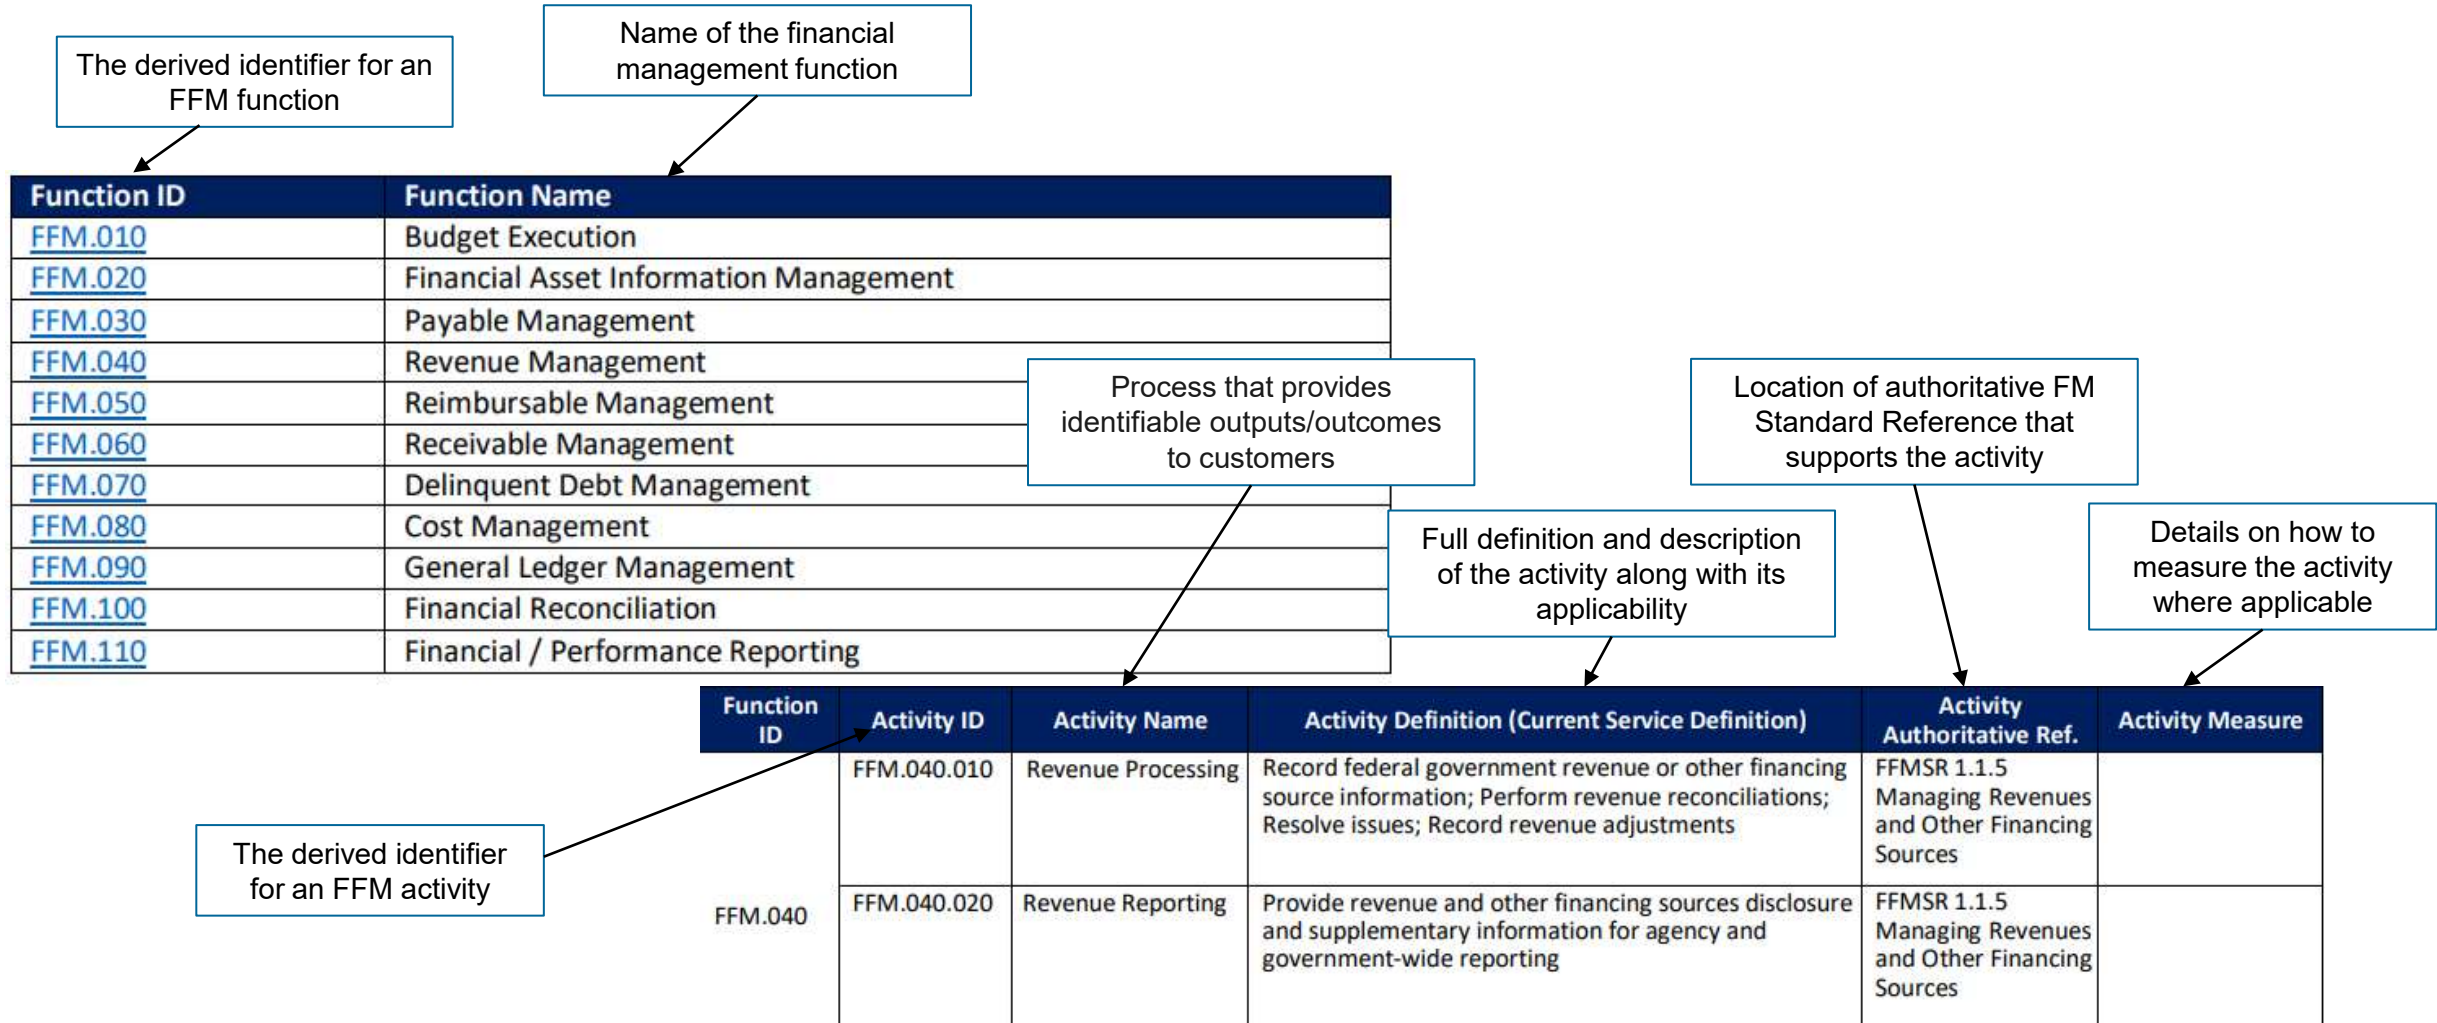 Name of the financial
management function
The derived identifier for an
FFM function
Function ID Function Name
FFM.010 Budget Execution
FFM.020 Financial Asset Information Management
FFM.030 Payable Management
FFM.040 Revenue Management
FFM.050 Reimbursable Management
FFM.060 Receivable Management
FFM.070 Delinquent Debt Management
FFM.080 Cost Management
FFM.090 General Ledger Management
FFM.100 Financial Reconciliation
FFM.110 Financial / Performance Reporting
Process that provides
identifiable outputs/outcomes
to customers
Location of authoritative FM
Standard Reference that
supports the activity
Full definition and description
of the activity along with its
applicability
Details on how to
measure the activity
where applicable
The derived identifier
for an FFM activity
Function
ID
Activity ID
Activity Name
Activity Definition (Current Service Definition)
Activity
Authoritative Ref.
Activity Measure
FFM.040
FFM.040.010
Revenue Processing
Record federal government revenue or other financing
source information; Perform revenue reconciliations;
Resolve issues; Record revenue adjustments
FFMSR 1.1.5
Managing Revenues
and Other Financing
Sources
FFM.040.020
Revenue Reporting
Provide revenue and other financing sources disclosure
and supplementary information for agency and
government-wide reporting
FFMSR 1.1.5
Managing Revenues
and Other Financing
Sources